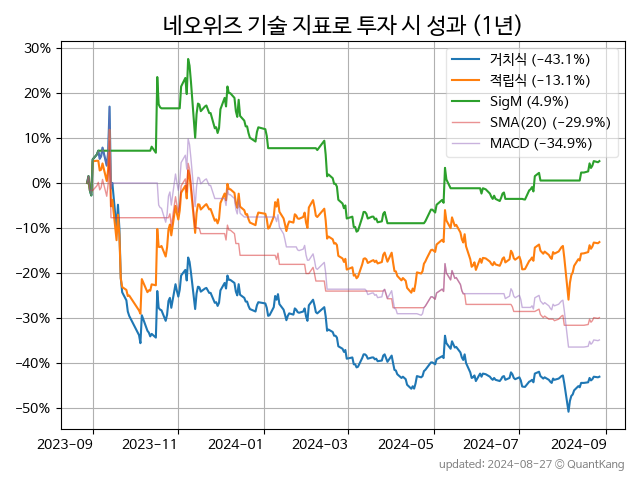 네오위즈 기술 지표로 투자 시 성과 (1년)
거치식 (−43.1%)
적립식 (−13.1%)
SigM (4.9%)
SMA(20) (−29.9%)
MACD (−34.9%)
30%
20%
10%
0%
−10%
−20%
−30%
−40%
−50%
2023-09 2023-11 2024-01 2024-03 2024-05 2024-07 2024-09
updated: 2024-08-27 © QuantKang